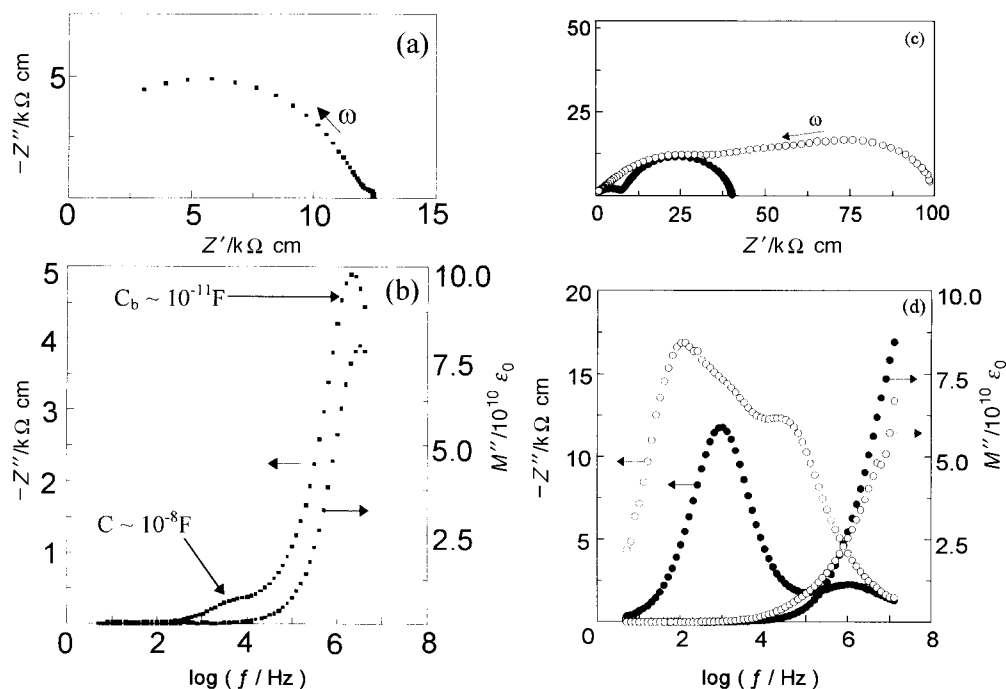 (a)
-Z″/kΩ cm
5
ω
0 5 10 15
Z′/kΩ cm
(c)
50
25
ω
0 25 50 75 100
Z′/kΩ cm
(b)
-Z″/kΩ cm
5
4
3
2
1
0 2 4 6 8
10.0
7.5
5.0
2.5
M″/10¹⁰ ε₀
C_b ~ 10⁻¹¹F
C ~ 10⁻⁸F
log ( f / Hz )
(d)
-Z″/kΩ cm
20
15
10
5
0 2 4 6 8
10.0
7.5
5.0
2.5
M″/10¹⁰ ε₀
log ( f / Hz )